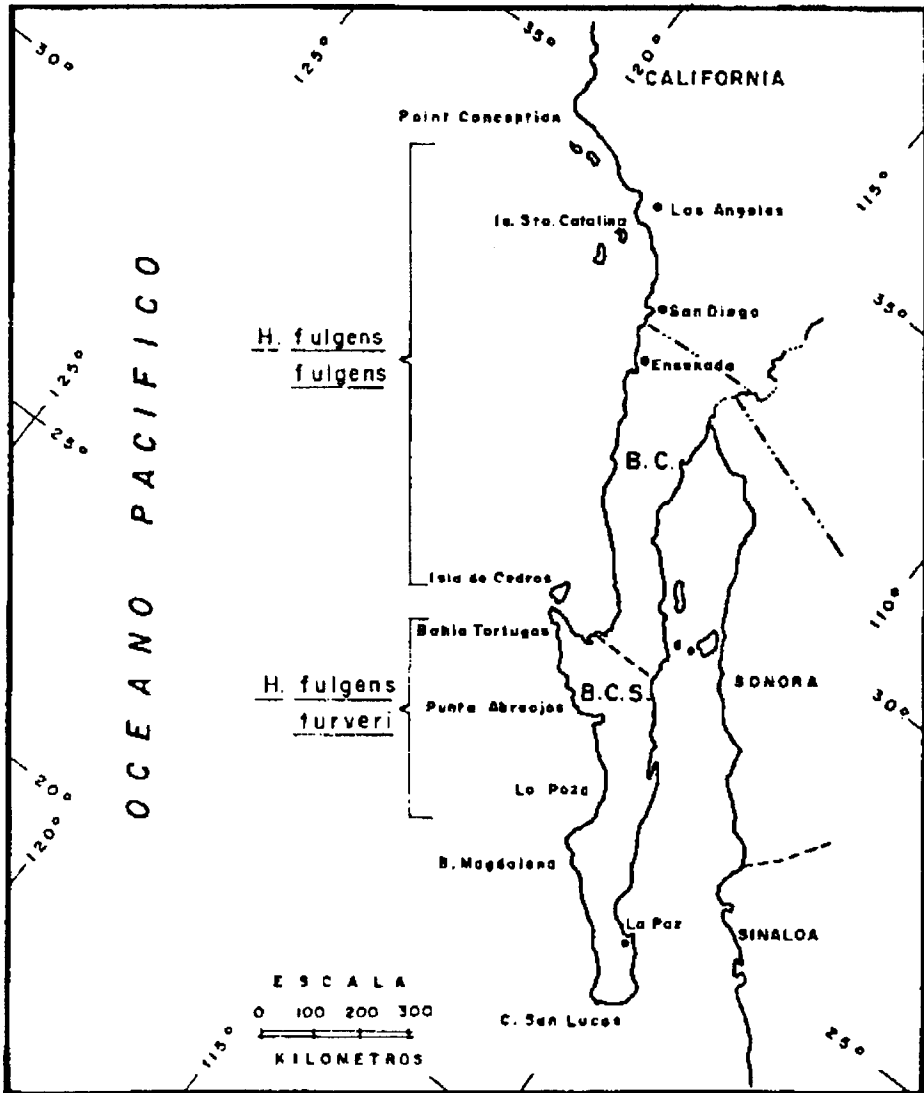 30°
125°
35°
120°
CALIFORNIA
Point Conception
115°
Is. Sta. Catalina
Los Angeles
OCEANO PACIFICO
San Diego
35°
H. fulgens
fulgens
Ensenada
125°
25°
B.C.
Isla de Cedros
110°
Bahia Tortugas
H. fulgens
turveri
B.C.S.
SONORA
Punta Abreojos
30°
20°
La Poza
120°
B. Magdalena
La Paz
SINALOA
ESCALA
0 100 200 300
KILOMETROS
C. San Lucas
115°
25°